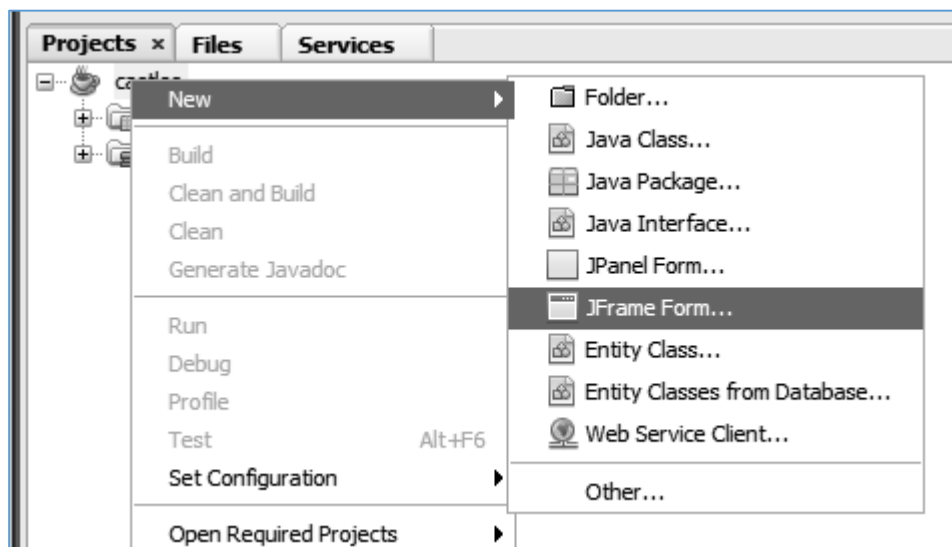 Projects × Files Services
New
Build
Clean and Build
Clean
Generate Javadoc
Run
Debug
Profile
Test Alt+F6
Set Configuration
Open Required Projects
Folder...
Java Class...
Java Package...
Java Interface...
JPanel Form...
JFrame Form...
Entity Class...
Entity Classes from Database...
Web Service Client...
Other...